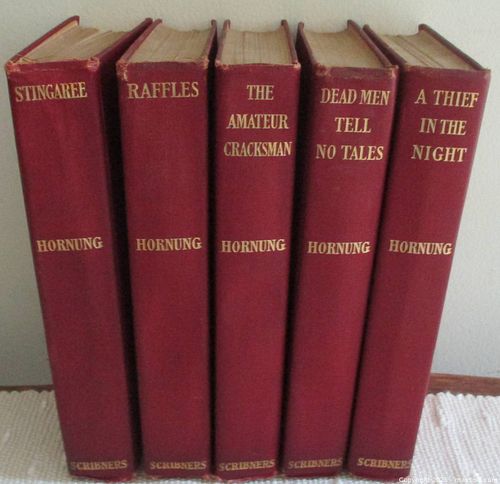 STINGAREE
HORNUNG
SCRIBNERS
RAFFLES
HORNUNG
SCRIBNERS
THE
AMATEUR
CRACKSMAN
HORNUNG
SCRIBNERS
DEAD MEN
TELL
NO TALES
HORNUNG
SCRIBNERS
A THIEF
IN THE
NIGHT
HORNUNG
SCRIBNERS